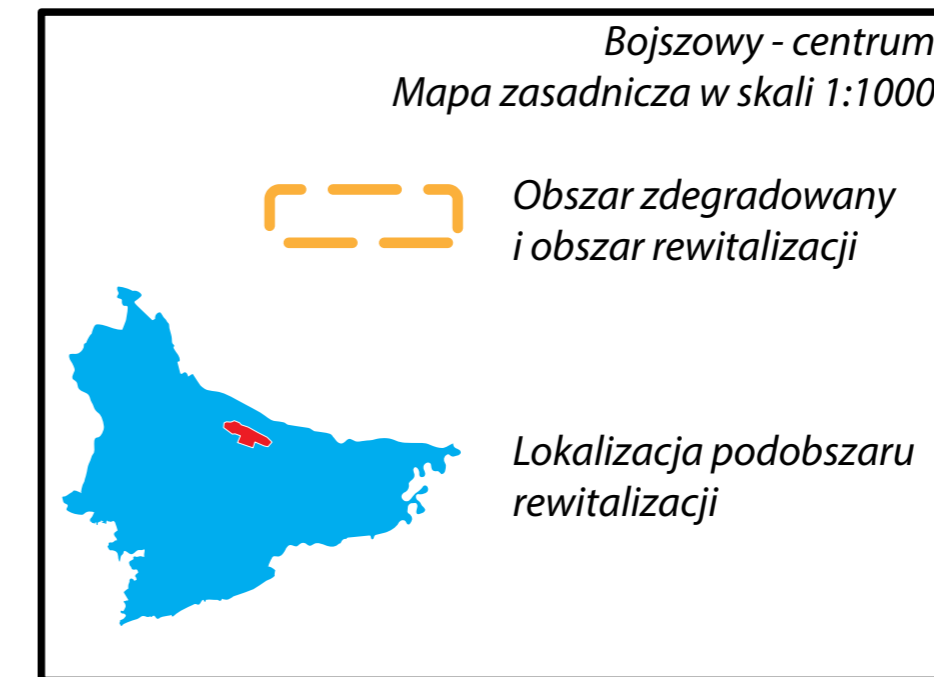 Bojszowy - centrum
Mapa zasadnicza w skali 1:1000
Obszar zdegradowany
i obszar rewitalizacji
Lokalizacja podobszaru
rewitalizacji